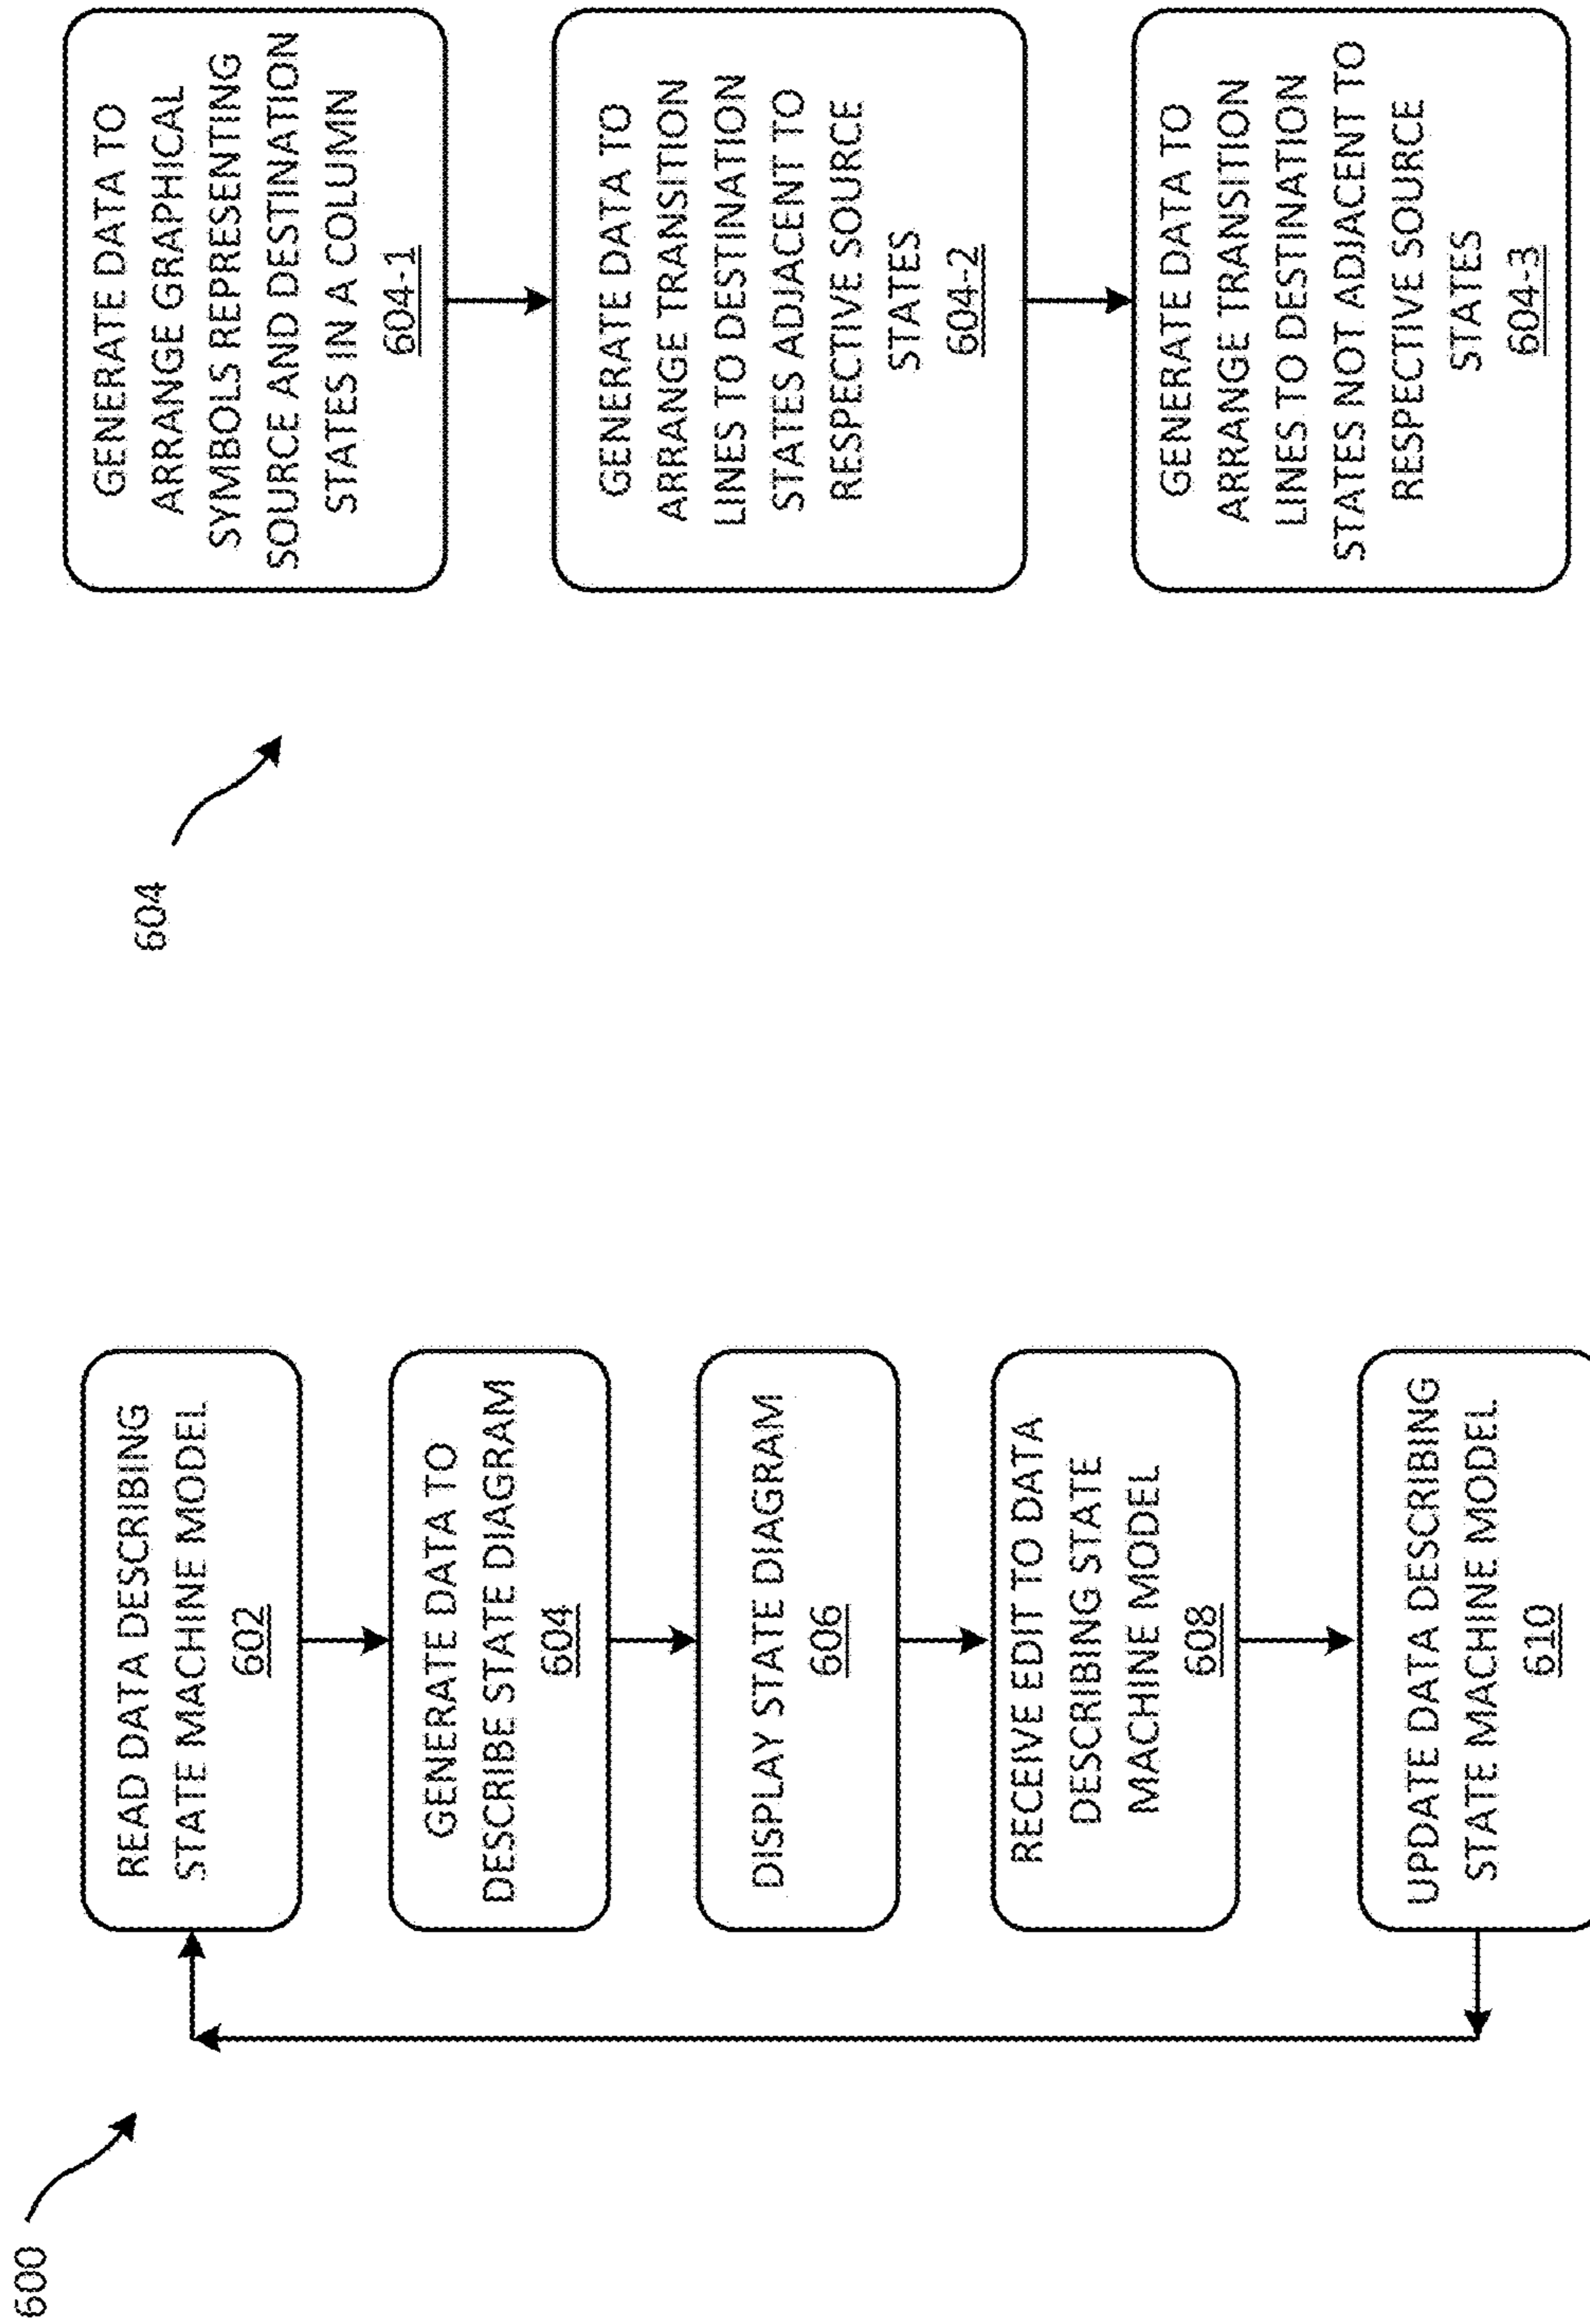 600
READ DATA DESCRIBING
STATE MACHINE MODEL
602
GENERATE DATA TO
DESCRIBE STATE DIAGRAM
604
DISPLAY STATE DIAGRAM
606
RECEIVE EDIT TO DATA
DESCRIBING STATE
MACHINE MODEL
608
UPDATE DATA DESCRIBING
STATE MACHINE MODEL
610
604
GENERATE DATA TO
ARRANGE GRAPHICAL
SYMBOLS REPRESENTING
SOURCE AND DESTINATION
STATES IN A COLUMN
604-1
GENERATE DATA TO
ARRANGE TRANSITION
LINES TO DESTINATION
STATES ADJACENT TO
RESPECTIVE SOURCE
STATES
604-2
GENERATE DATA TO
ARRANGE TRANSITION
LINES TO DESTINATION
STATES NOT ADJACENT TO
RESPECTIVE SOURCE
STATES
604-3